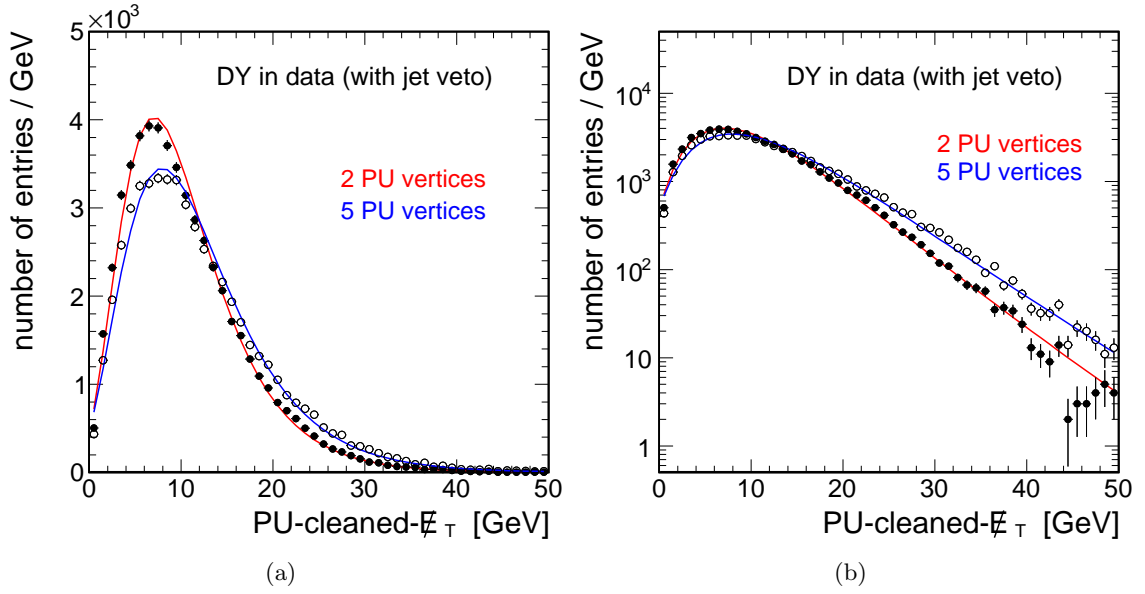 ×10³
5
4
3
2
1
0
0 10 20 30 40 50
number of entries / GeV
DY in data (with jet veto)
2 PU vertices
5 PU vertices
PU-cleaned-E̸ T [GeV]
(a)
10⁴
10³
10²
10
1
0 10 20 30 40 50
number of entries / GeV
DY in data (with jet veto)
2 PU vertices
5 PU vertices
PU-cleaned-E̸ T [GeV]
(b)